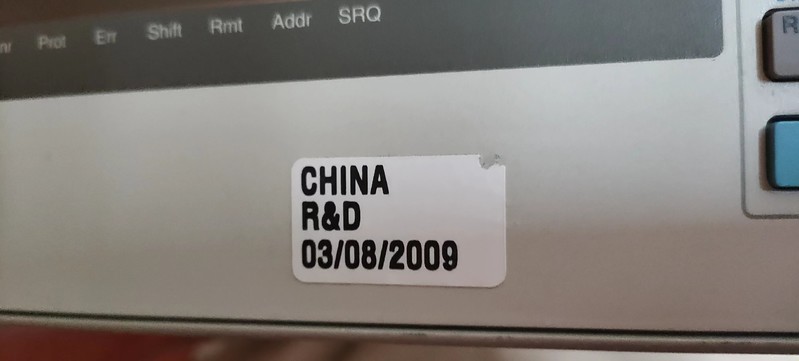 Prot Err Shift Rmt Addr SRQ
CHINA
R&D
03/08/2009